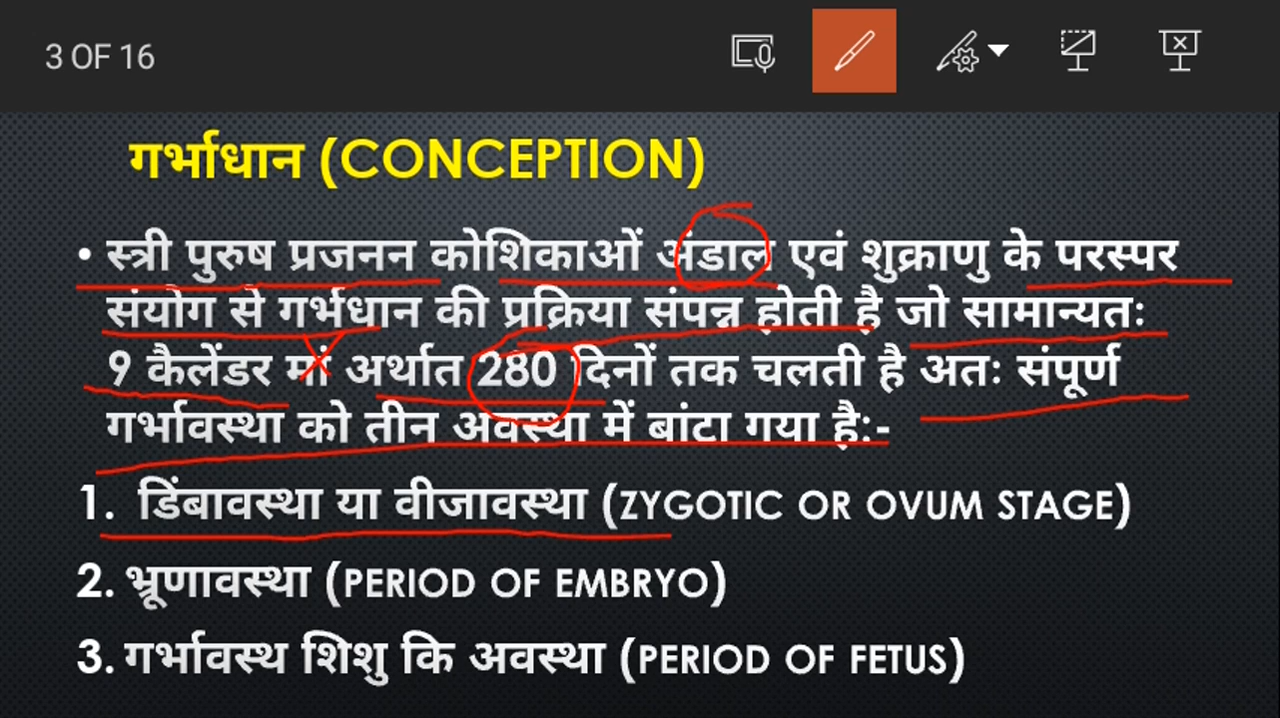 3 OF 16
गर्भाधान (CONCEPTION)
• स्त्री पुरुष प्रजनन कोशिकाओं अंडाल एवं शुक्राणु के परस्पर
संयोग से गर्भधान की प्रक्रिया संपन्न होती है जो सामान्यतः
9 कैलेंडर मां अर्थात 280 दिनों तक चलती है अतः संपूर्ण
गर्भावस्था को तीन अवस्था में बांटा गया है:-
1. डिंबावस्था या वीजावस्था (ZYGOTIC OR OVUM STAGE)
2. भ्रूणावस्था (PERIOD OF EMBRYO)
3. गर्भावस्थ शिशु कि अवस्था (PERIOD OF FETUS)